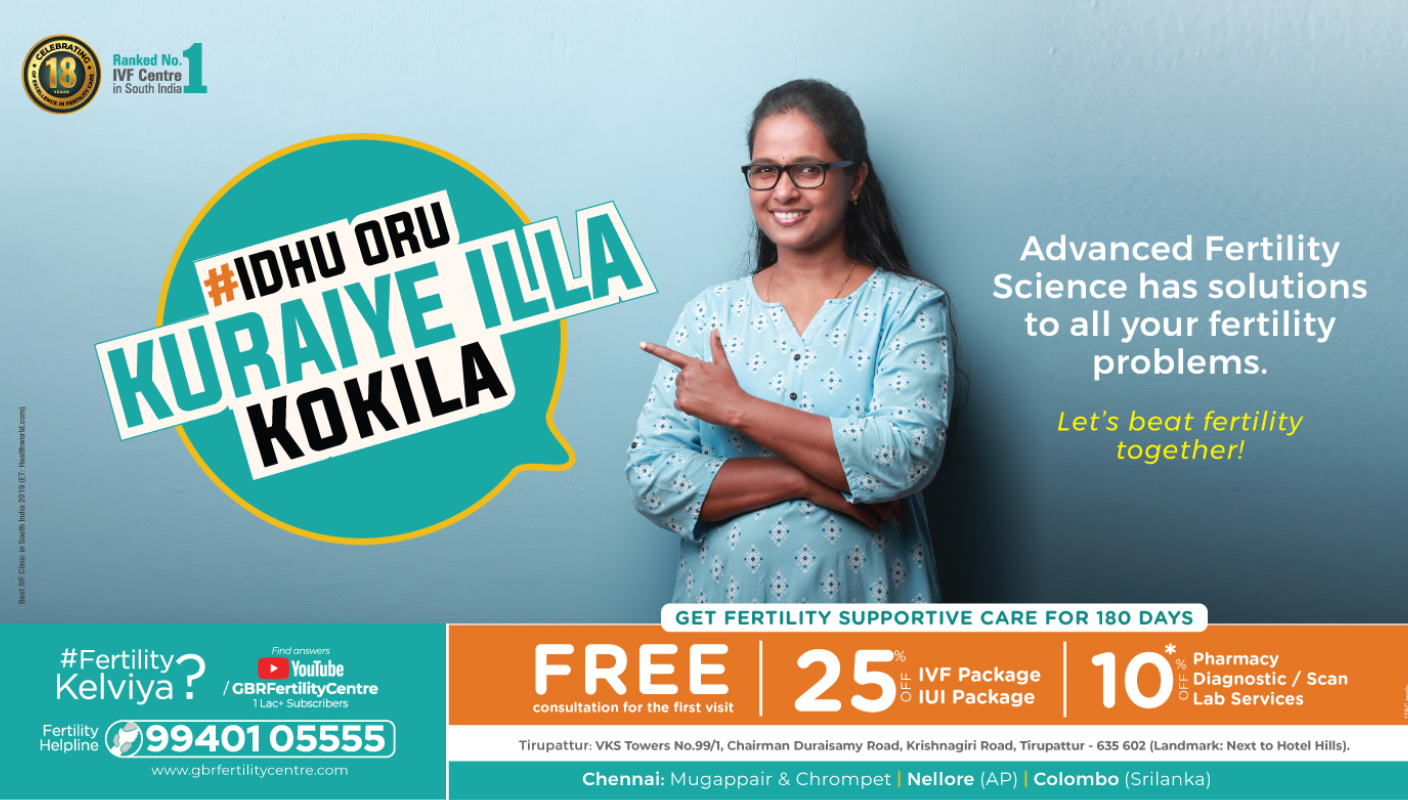 CELEBRATING
18
YEARS
OF EXCELLENCE IN FERTILITY CARE
Ranked No. 1
IVF Centre
in South India
#IDHU ORU
KURAIYE ILLA
KOKILA
Advanced Fertility
Science has solutions
to all your fertility
problems.
Let's beat fertility
together!
Best IVF Clinic in South India 2019 (ET: Healthworld.com)
GET FERTILITY SUPPORTIVE CARE FOR 180 DAYS
#Fertility
Kelviya?
Find answers
YouTube
/ GBRFertilityCentre
1 Lac+ Subscribers
Fertility
Helpline
99401 05555
www.gbrfertilitycentre.com
FREE
consultation for the first visit
25% OFF
IVF Package
IUI Package
10*% OFF
Pharmacy
Diagnostic / Scan
Lab Services
Tirupattur: VKS Towers No.99/1, Chairman Duraisamy Road, Krishnagiri Road, Tirupattur - 635 602 (Landmark: Next to Hotel Hills).
Chennai: Mugappair & Chrompet | Nellore (AP) | Colombo (Srilanka)